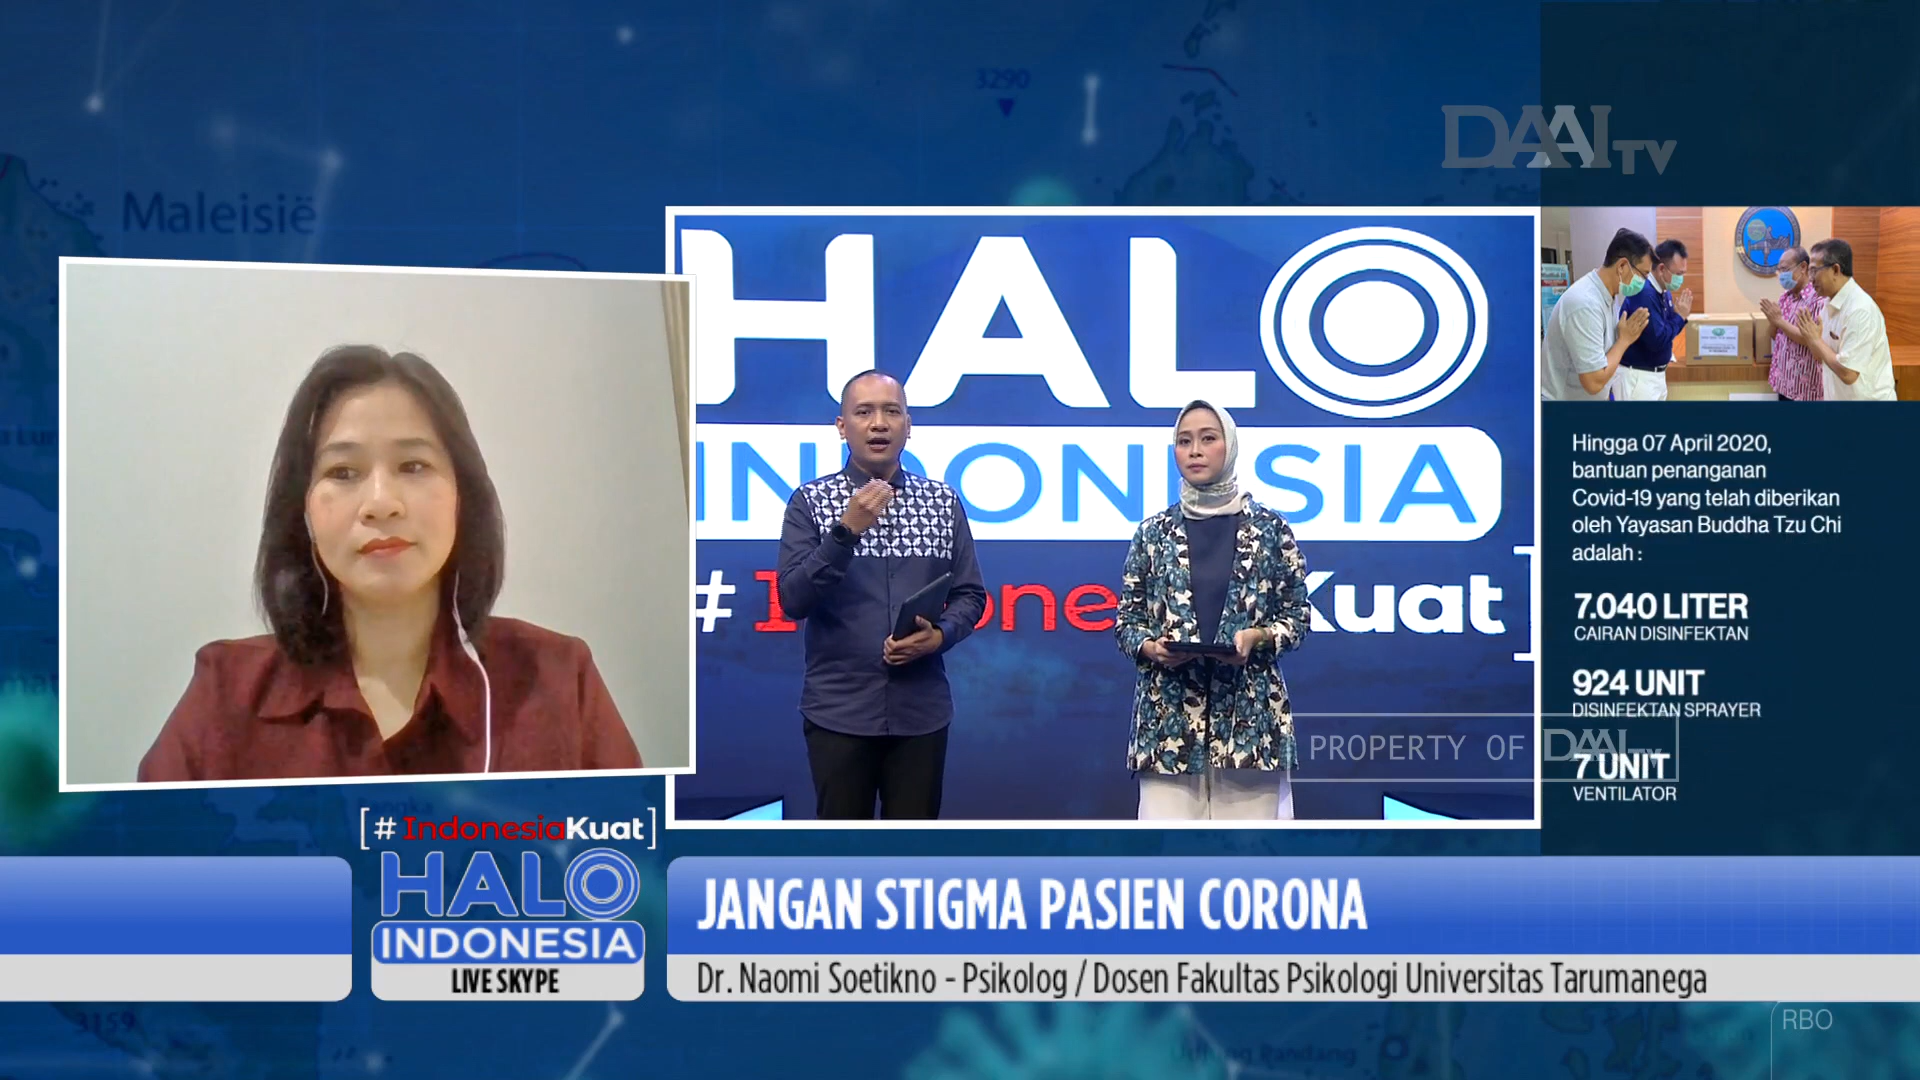 3290
DAAI TV
Maleisië
HALO
INDONESIA
#
Kuat
Hingga 07 April 2020,
bantuan penanganan
Covid-19 yang telah diberikan
oleh Yayasan Buddha Tzu Chi
adalah :
7.040 LITER
CAIRAN DISINFEKTAN
924 UNIT
DISINFEKTAN SPRAYER
PROPERTY OF DAAI TV
7 UNIT
VENTILATOR
[# IndonesiaKuat]
HALO
INDONESIA
LIVE SKYPE
JANGAN STIGMA PASIEN CORONA
Dr. Naomi Soetikno - Psikolog / Dosen Fakultas Psikologi Universitas Tarumanega
3159
RBO
Pandang